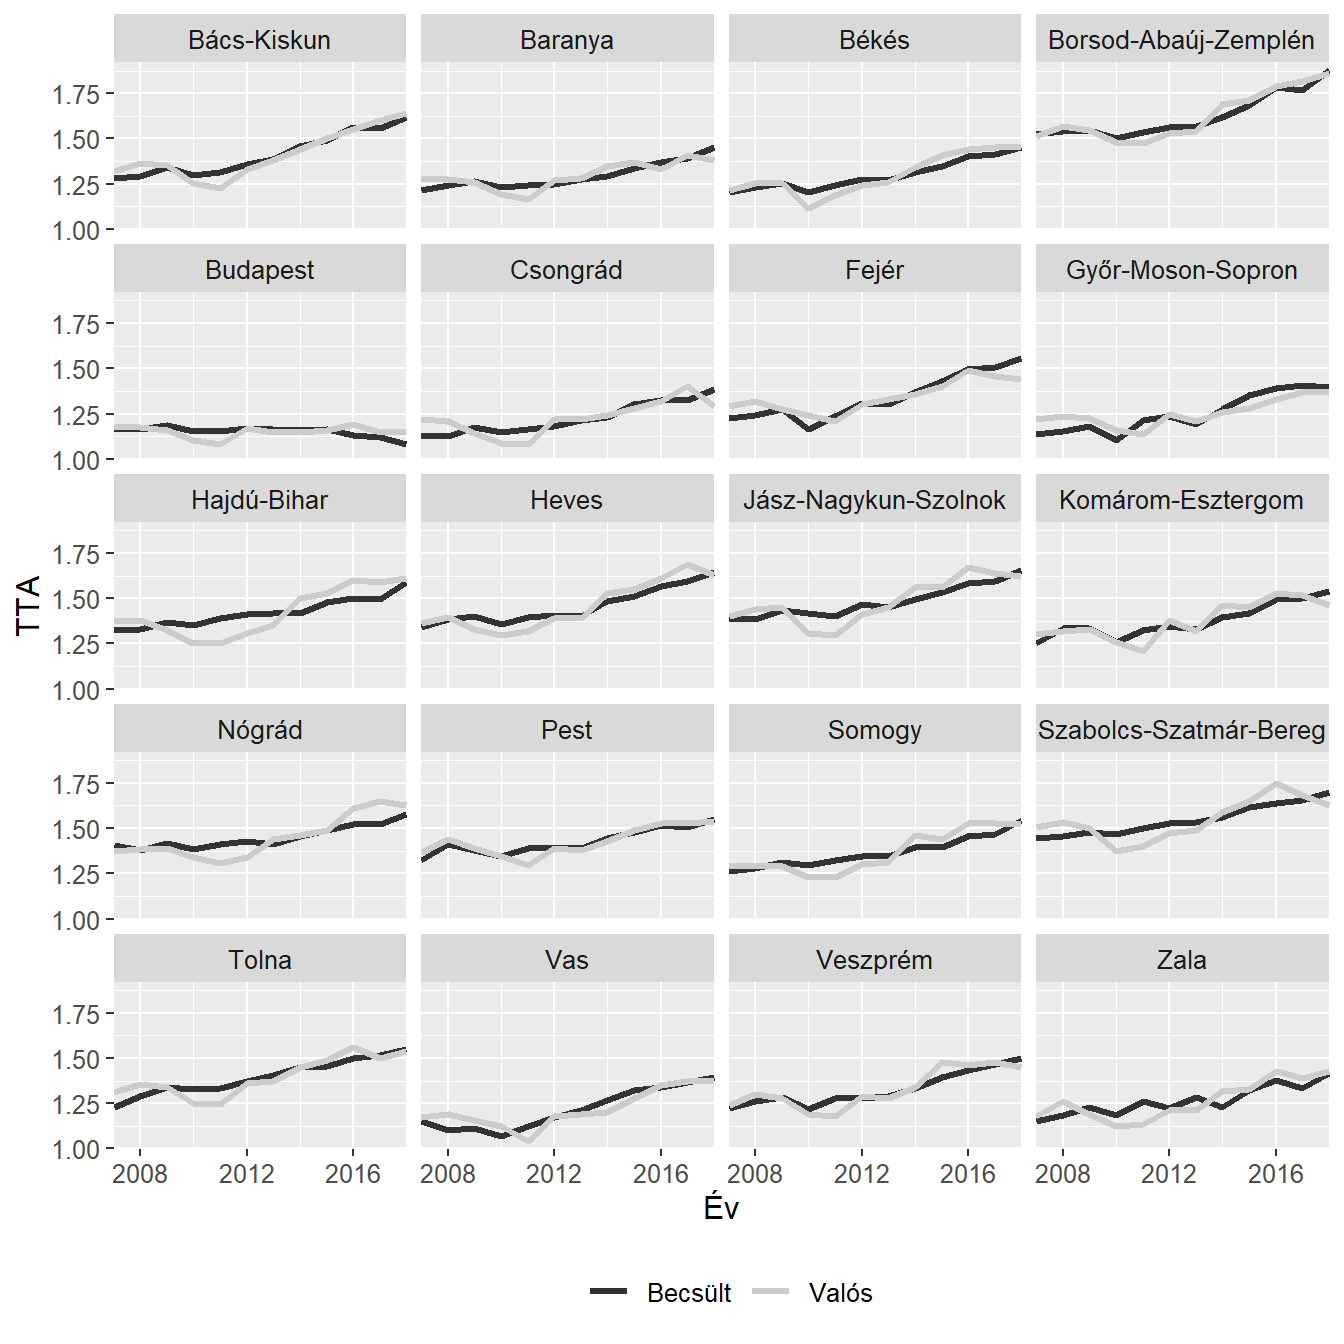 Bács-Kiskun Baranya Békés Borsod-Abaúj-Zemplén
1.75
1.50
1.25
1.00
Budapest Csongrád Fejér Győr-Moson-Sopron
1.75
1.50
1.25
1.00
Hajdú-Bihar Heves Jász-Nagykun-Szolnok Komárom-Esztergom
1.75
1.50
1.25
1.00
TTA
Nógrád Pest Somogy Szabolcs-Szatmár-Bereg
1.75
1.50
1.25
1.00
Tolna Vas Veszprém Zala
1.75
1.50
1.25
1.00
2008 2012 2016 2008 2012 2016 2008 2012 2016 2008 2012 2016
Év
Becsült Valós